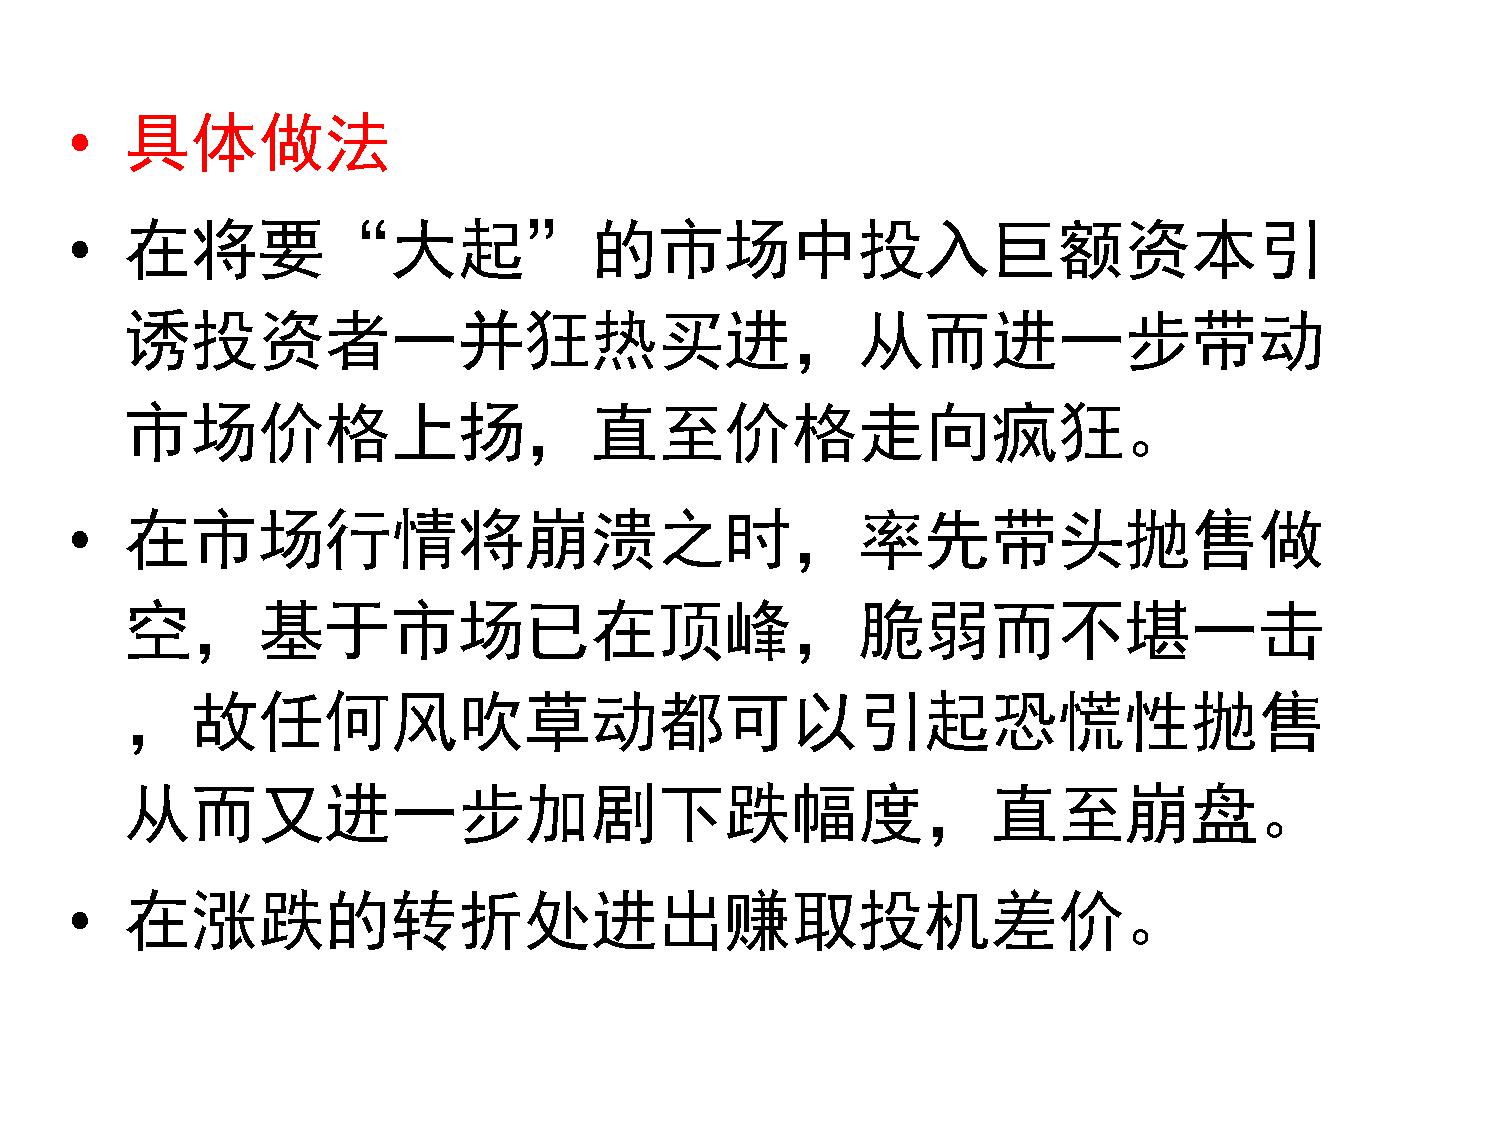 • 具体做法
• 在将要“大起”的市场中投入巨额资本引
诱投资者一并狂热买进，从而进一步带动
市场价格上扬，直至价格走向疯狂。
• 在市场行情将崩溃之时，率先带头抛售做
空，基于市场已在顶峰，脆弱而不堪一击
，故任何风吹草动都可以引起恐慌性抛售
从而又进一步加剧下跌幅度，直至崩盘。
• 在涨跌的转折处进出赚取投机差价。